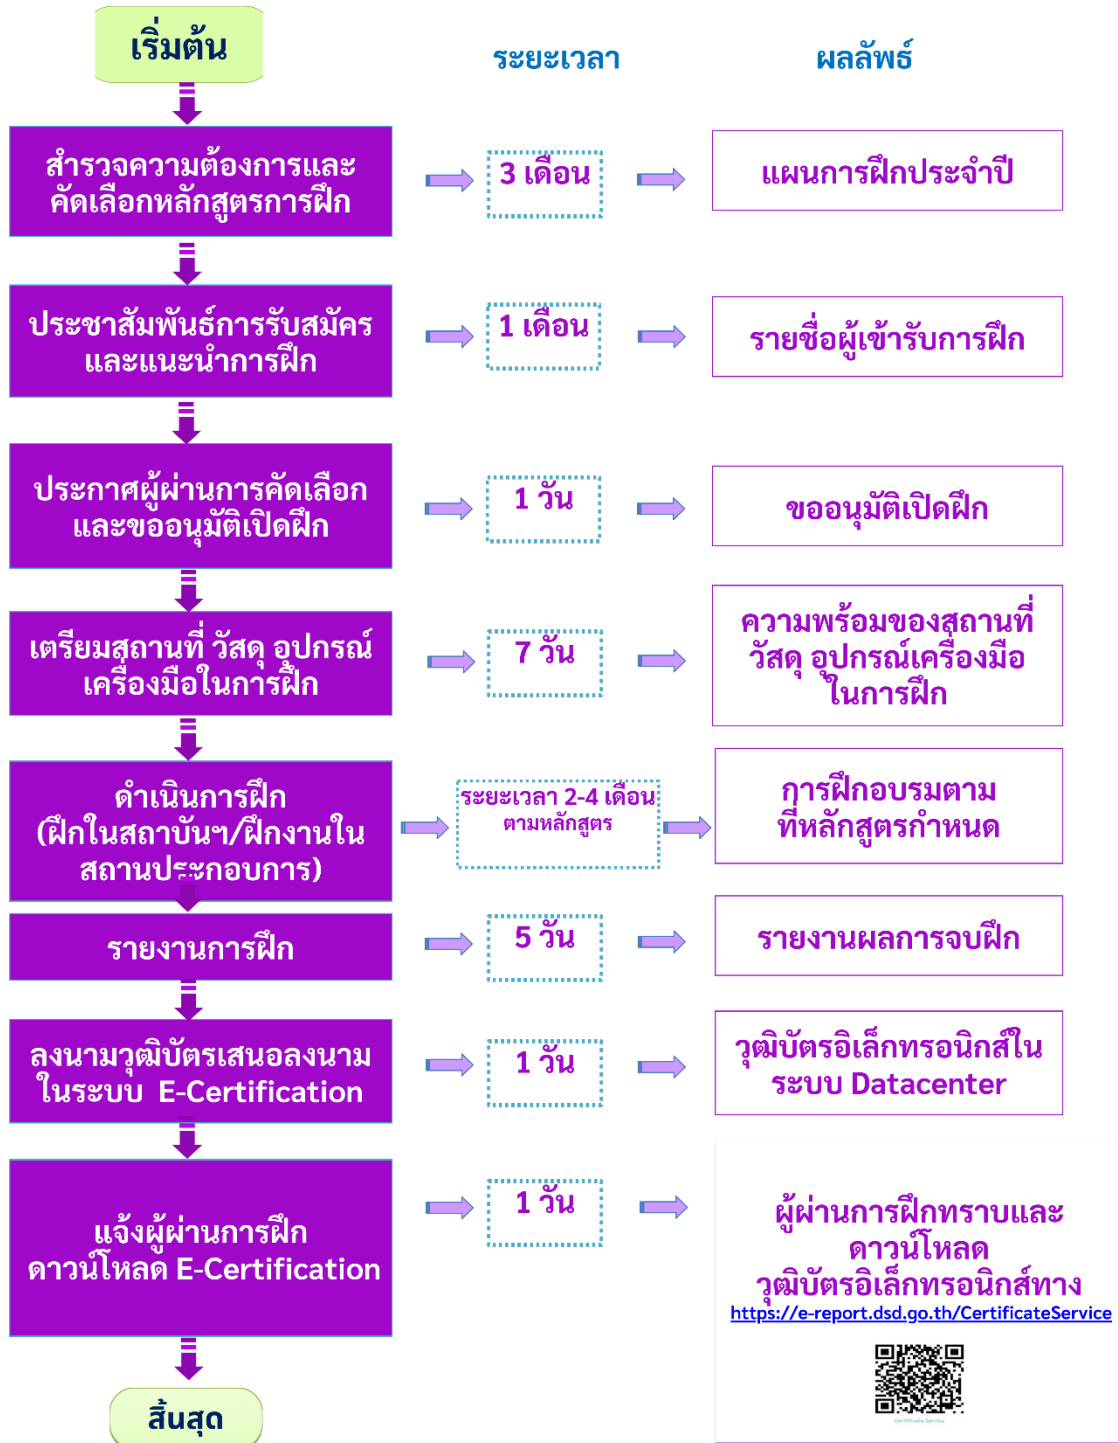 เริ่มต้น
ระยะเวลา
ผลลัพธ์
สำรวจความต้องการและ
คัดเลือกหลักสูตรการฝึก
3 เดือน
แผนการฝึกประจำปี
ประชาสัมพันธ์การรับสมัคร
และแนะนำการฝึก
1 เดือน
รายชื่อผู้เข้ารับการฝึก
ประกาศผู้ผ่านการคัดเลือก
และขออนุมัติเปิดฝึก
1 วัน
ขออนุมัติเปิดฝึก
เตรียมสถานที่ วัสดุ อุปกรณ์
เครื่องมือในการฝึก
7 วัน
ความพร้อมของสถานที่
วัสดุ อุปกรณ์เครื่องมือ
ในการฝึก
ดำเนินการฝึก
(ฝึกในสถาบันฯ/ฝึกงานใน
สถานประกอบการ)
ระยะเวลา 2-4 เดือน
ตามหลักสูตร
การฝึกอบรมตาม
ที่หลักสูตรกำหนด
รายงานการฝึก
5 วัน
รายงานผลการจบฝึก
ลงนามวุฒิบัตรเสนอลงนาม
ในระบบ E-Certification
1 วัน
วุฒิบัตรอิเล็กทรอนิกส์ใน
ระบบ Datacenter
แจ้งผู้ผ่านการฝึก
ดาวน์โหลด E-Certification
1 วัน
ผู้ผ่านการฝึกทราบและ
ดาวน์โหลด
วุฒิบัตรอิเล็กทรอนิกส์ทาง
https://e-report.dsd.go.th/CertificateService
Certificate Service
สิ้นสุด